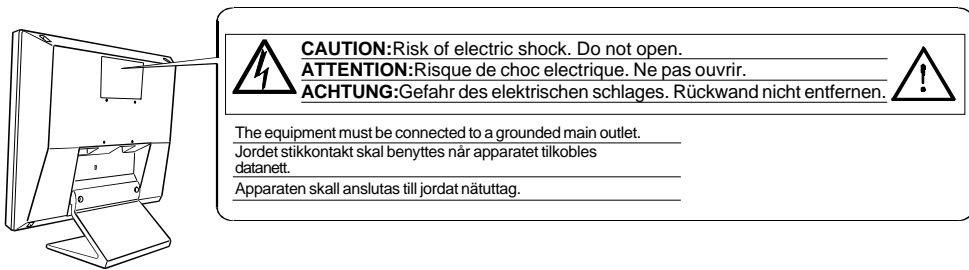 CAUTION:Risk of electric shock. Do not open.
ATTENTION:Risque de choc electrique. Ne pas ouvrir.
ACHTUNG:Gefahr des elektrischen schlages. Rückwand nicht entfernen.
The equipment must be connected to a grounded main outlet.
Jordet stikkontakt skal benyttes når apparatet tilkobles
datanett.
Apparaten skall anslutas till jordat nätuttag.